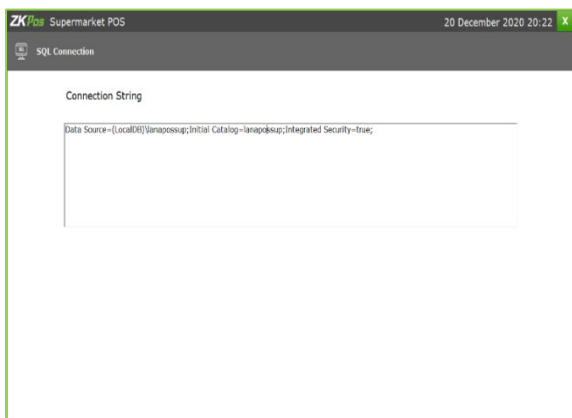 ZKPos Supermarket POS 20 December 2020 20:22 X
SQL Connection
Connection String
Data Source=(LocalDB)\lanapossup;Initial Catalog=lanapossup;Integrated Security=true;